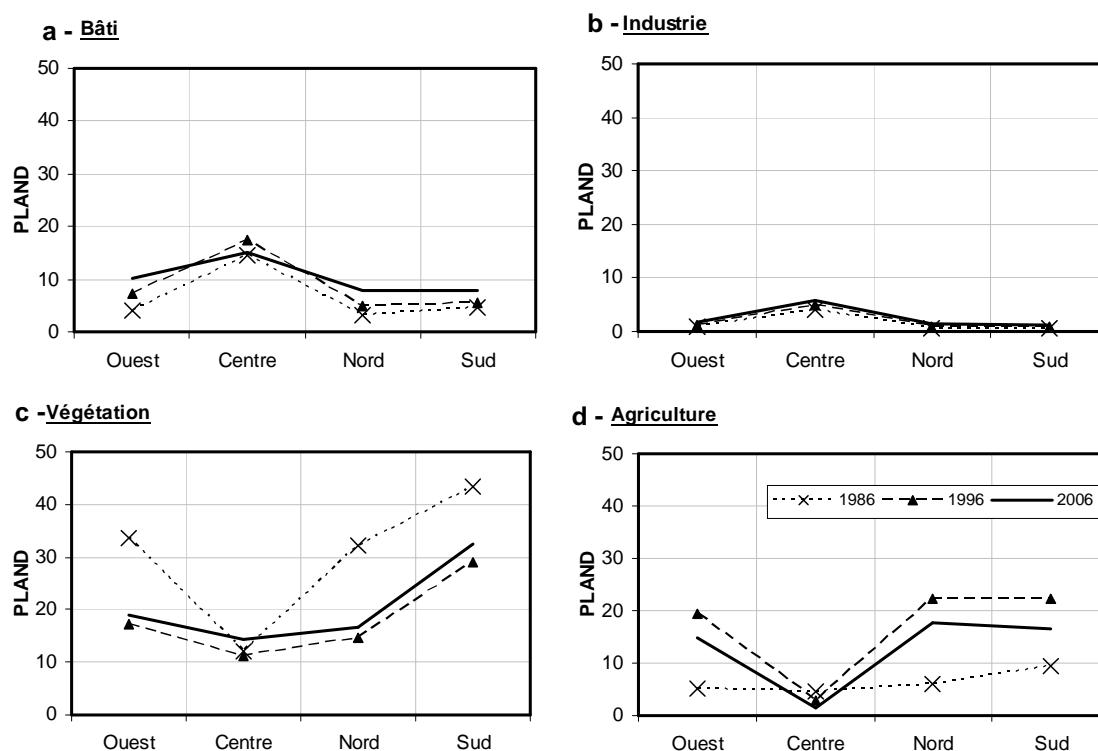 a - Bâti
50
40
30
20
10
0
PLAND
Ouest Centre Nord Sud
b - Industrie
50
40
30
20
10
0
PLAND
Ouest Centre Nord Sud
c -Végétation
50
40
30
20
10
0
PLAND
Ouest Centre Nord Sud
d - Agriculture
50
40
30
20
10
0
PLAND
1986 1996 2006
Ouest Centre Nord Sud